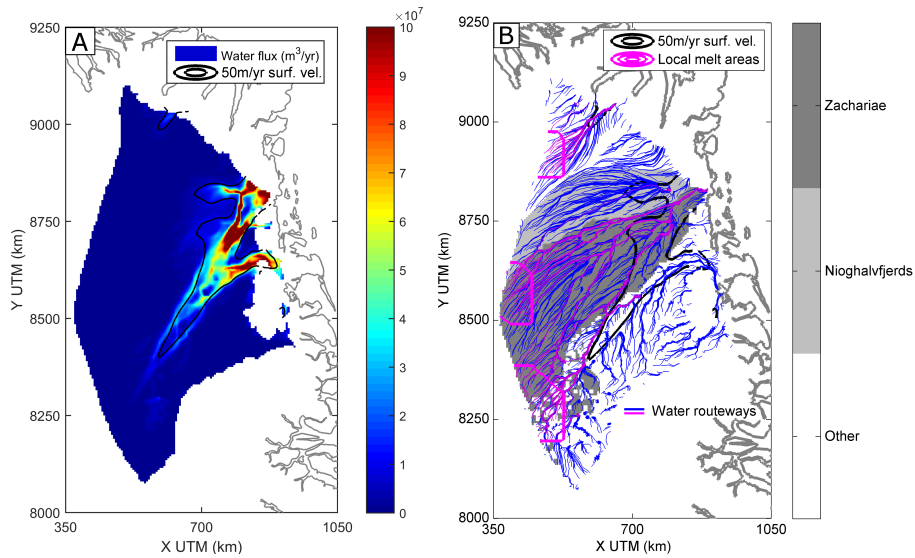 A
Water flux (m³/yr)
50m/yr surf. vel.
×10⁷
10
9
8
7
6
5
4
3
2
1
0
9250
9000
8750
8500
8250
8000
350
700
1050
X UTM (km)
Y UTM (km)
B
50m/yr surf. vel.
Local melt areas
Water routeways
9250
9000
8750
8500
8250
8000
350
700
1050
X UTM (km)
Y UTM (km)
Zachariae
Nioghalvfjerds
Other